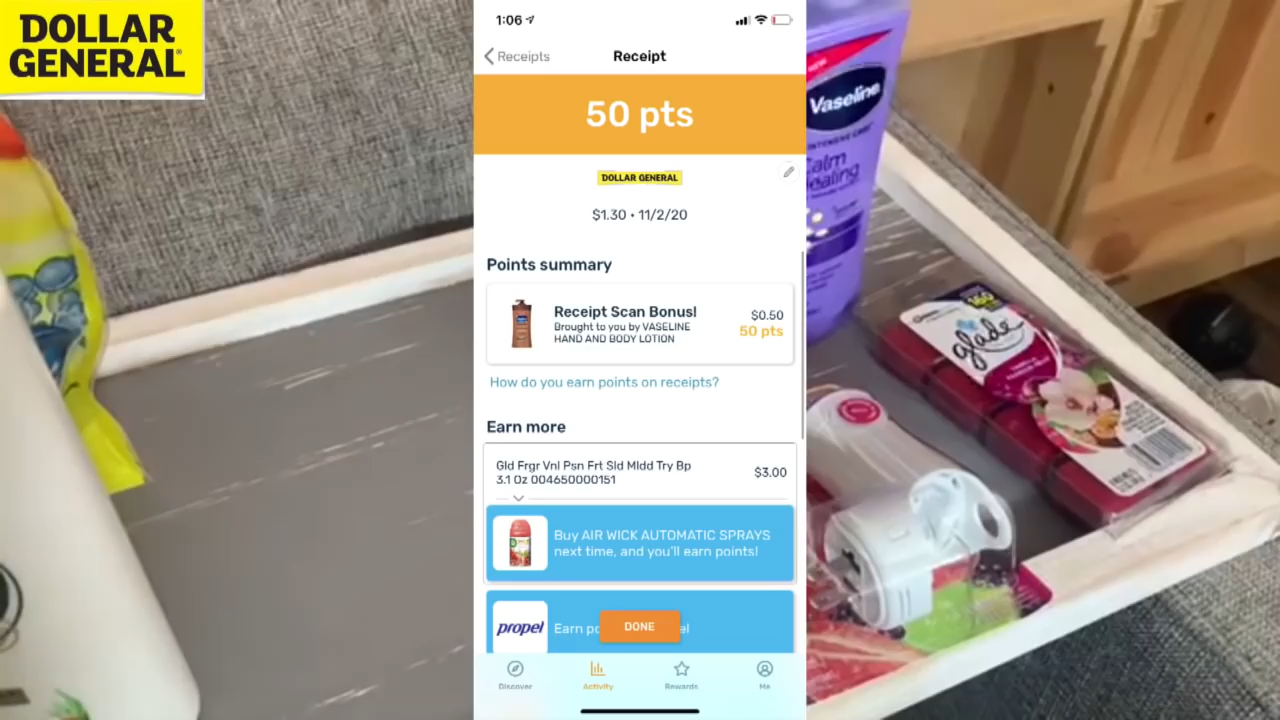 DOLLAR
GENERAL
1:06
Receipts
Receipt
50 pts
DOLLAR GENERAL
$1.30 • 11/2/20
Points summary
Receipt Scan Bonus!
$0.50
Brought to you by VASELINE
50 pts
HAND AND BODY LOTION
How do you earn points on receipts?
Earn more
Gld Frgr Vnl Psn Frt Sld Mldd Try Bp
$3.00
3.1 Oz 004650000151
Buy AIR WICK AUTOMATIC SPRAYS
next time, and you'll earn points!
propel
Earn po
DONE
el
Discover
Activity
Rewards
Me
NEW
Vaseline
INTENSIVE CARE
Calm
Healing
glade